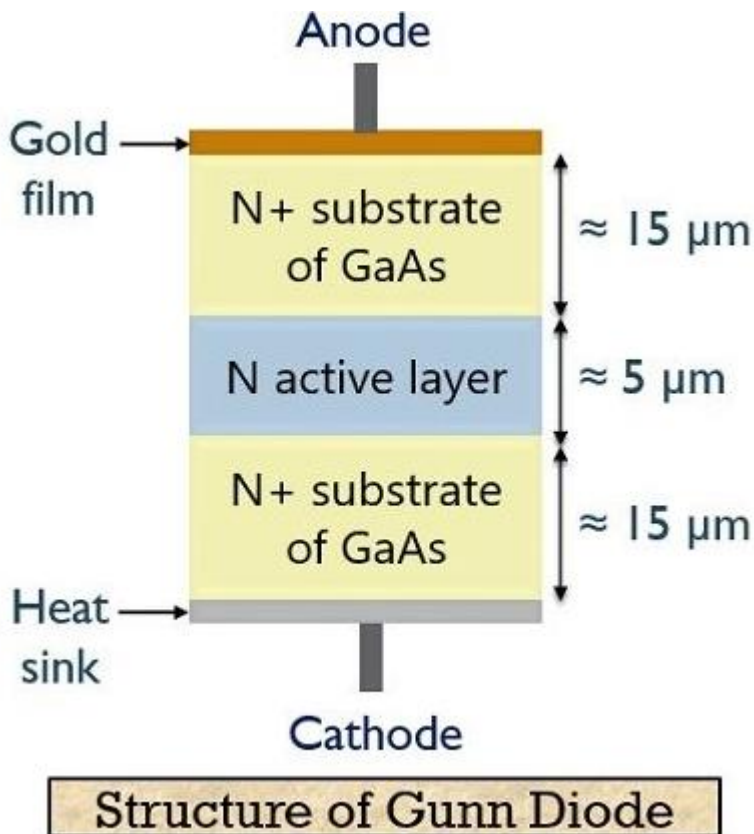 Anode
Gold
film
N+ substrate
of GaAs
≈ 15 μm
N active layer
≈ 5 μm
N+ substrate
of GaAs
≈ 15 μm
Heat
sink
Cathode
Structure of Gunn Diode